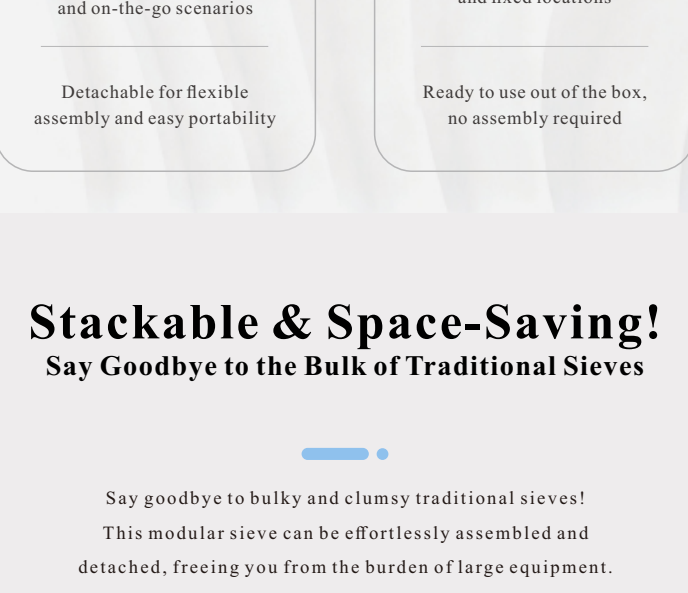 and on-the-go scenarios
and fixed locations
Detachable for flexible
assembly and easy portability
Ready to use out of the box,
no assembly required
Stackable & Space-Saving!
Say Goodbye to the Bulk of Traditional Sieves
Say goodbye to bulky and clumsy traditional sieves!
This modular sieve can be effortlessly assembled and
detached, freeing you from the burden of large equipment.